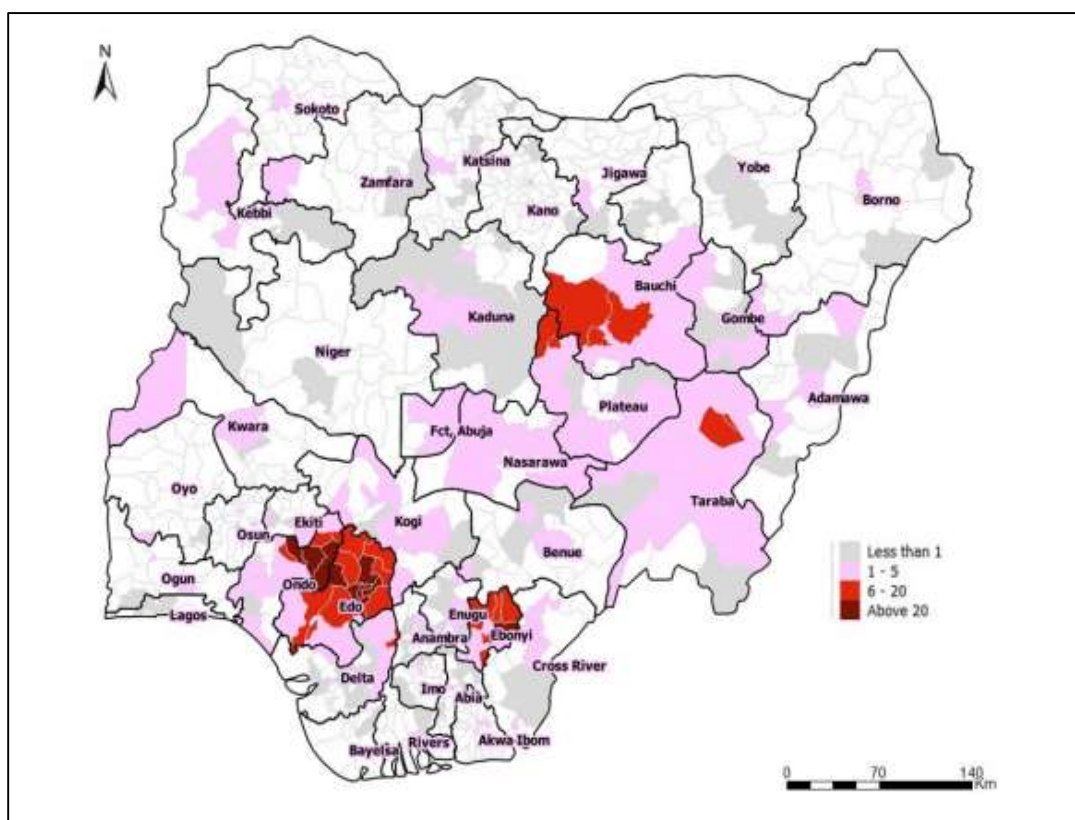 N
Sokoto
Katsina
Zamfara
Jigawa
Yobe
Borno
Kano
Kebbi
Bauchi
Kaduna
Gombe
Niger
Adamawa
Plateau
Kwara
Fct, Abuja
Nasarawa
Oyo
Taraba
Kogi
Ekiti
Osun
Benue
Less than 1
1 - 5
6 - 20
Above 20
Ogun
Ondo
Edo
Lagos
Enugu
Anambra
Ebonyi
Cross River
Delta
Imo
Abia
Bayelsa
Rivers
Akwa Ibom
0 70 140
Km